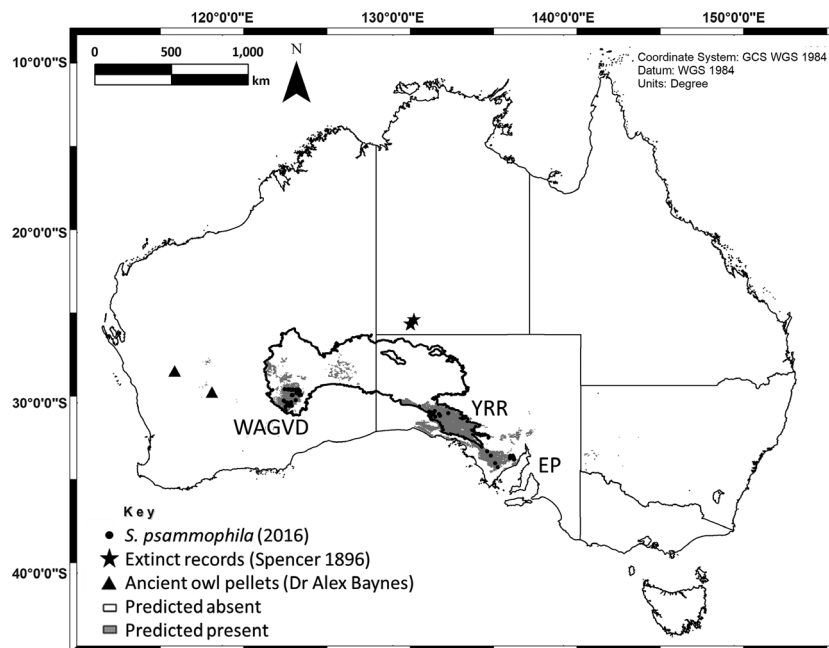 120°0'0"E 130°0'0"E 140°0'0"E 150°0'0"E
0 500 1,000
km
N
Coordinate System: GCS WGS 1984
Datum: WGS 1984
Units: Degree
10°0'0"S
20°0'0"S
30°0'0"S
40°0'0"S
WAGVD
YRR
EP
Key
S. psammophila (2016)
Extinct records (Spencer 1896)
Ancient owl pellets (Dr Alex Baynes)
Predicted absent
Predicted present